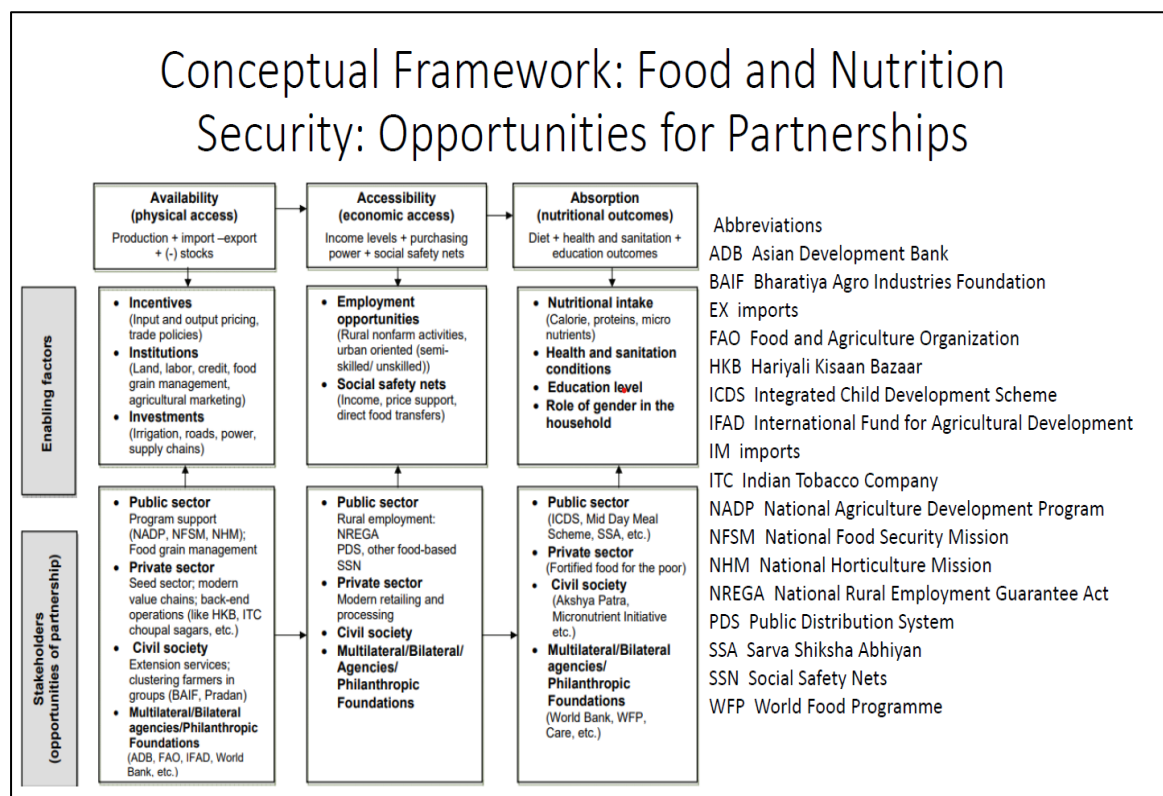 Conceptual Framework: Food and Nutrition
Security: Opportunities for Partnerships
Availability
(physical access)
Production + import –export
+ (-) stocks
Accessibility
(economic access)
Income levels + purchasing
power + social safety nets
Absorption
(nutritional outcomes)
Diet + health and sanitation +
education outcomes
Enabling factors
• Incentives
(Input and output pricing,
trade policies)
• Institutions
(Land, labor, credit, food
grain management,
agricultural marketing)
• Investments
(Irrigation, roads, power,
supply chains)
• Employment
opportunities
(Rural nonfarm activities,
urban oriented (semi-
skilled/ unskilled))
• Social safety nets
(Income, price support,
direct food transfers)
• Nutritional intake
(Calorie, proteins, micro
nutrients)
• Health and sanitation
conditions
• Education level
• Role of gender in the
household
Stakeholders
(opportunities of partnership)
• Public sector
Program support
(NADP, NFSM, NHM);
Food grain management
• Private sector
Seed sector; modern
value chains; back-end
operations (like HKB, ITC
choupal sagars, etc.)
• Civil society
Extension services;
clustering farmers in
groups (BAIF, Pradan)
• Multilateral/Bilateral
agencies/Philanthropic
Foundations
(ADB, FAO, IFAD, World
Bank, etc.)
• Public sector
Rural employment:
NREGA
PDS, other food-based
SSN
• Private sector
Modern retailing and
processing
• Civil society
• Multilateral/Bilateral/
Agencies/
Philanthropic
Foundations
• Public sector
(ICDS, Mid Day Meal
Scheme, SSA, etc.)
• Private sector
(Fortified food for the poor)
• Civil society
(Akshya Patra,
Micronutrient Initiative
etc.)
• Multilateral/Bilateral
agencies/
Philanthropic
Foundations
(World Bank, WFP,
Care, etc.)
Abbreviations
ADB Asian Development Bank
BAIF Bharatiya Agro Industries Foundation
EX imports
FAO Food and Agriculture Organization
HKB Hariyali Kisaan Bazaar
ICDS Integrated Child Development Scheme
IFAD International Fund for Agricultural Development
IM imports
ITC Indian Tobacco Company
NADP National Agriculture Development Program
NFSM National Food Security Mission
NHM National Horticulture Mission
NREGA National Rural Employment Guarantee Act
PDS Public Distribution System
SSA Sarva Shiksha Abhiyan
SSN Social Safety Nets
WFP World Food Programme